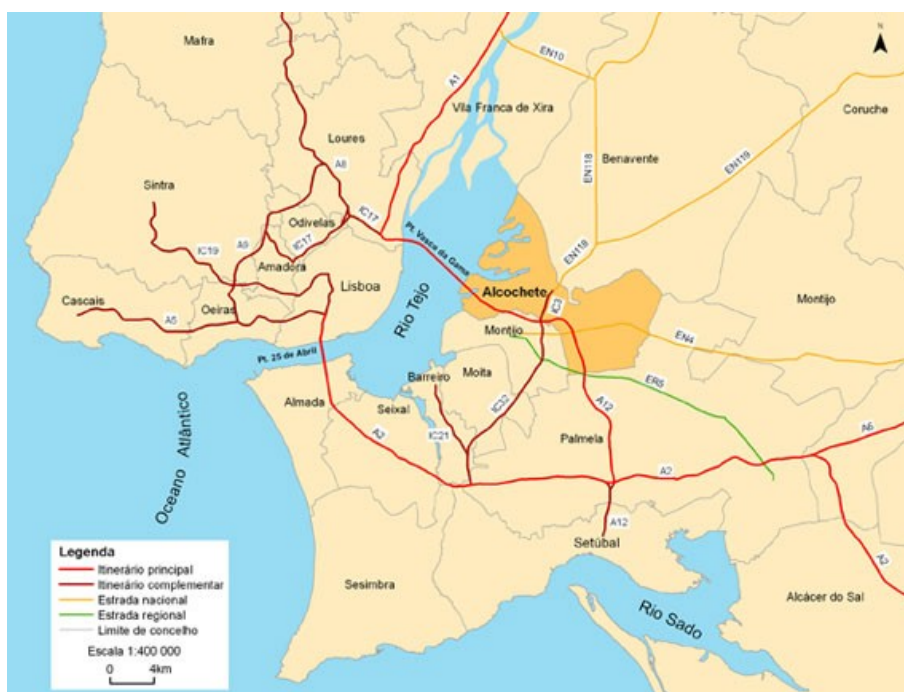 Mafra
N
EN10
A1
Vila Franca de Xira
Coruche
Loures
Benavente
EN118
EN119
A8
Sintra
Odivelas
IC17
IC17
Pt. Vasco da Gama
EN118
A9
IC19
Amadora
Lisboa
Alcochete
Cascais
Oeiras
A5
Rio Tejo
IC3
Montijo
Montijo
EN4
Pt. 25 de Abril
Barreiro
Moita
ER5
Almada
Seixal
IC32
A12
Oceano Atlântico
A2
IC21
Palmela
A6
A2
A12
Setúbal
A2
Sesimbra
Rio Sado
Alcácer do Sal
Legenda
Itinerário principal
Itinerário complementar
Estrada nacional
Estrada regional
Limite de concelho
Escala 1:400 000
0 4km